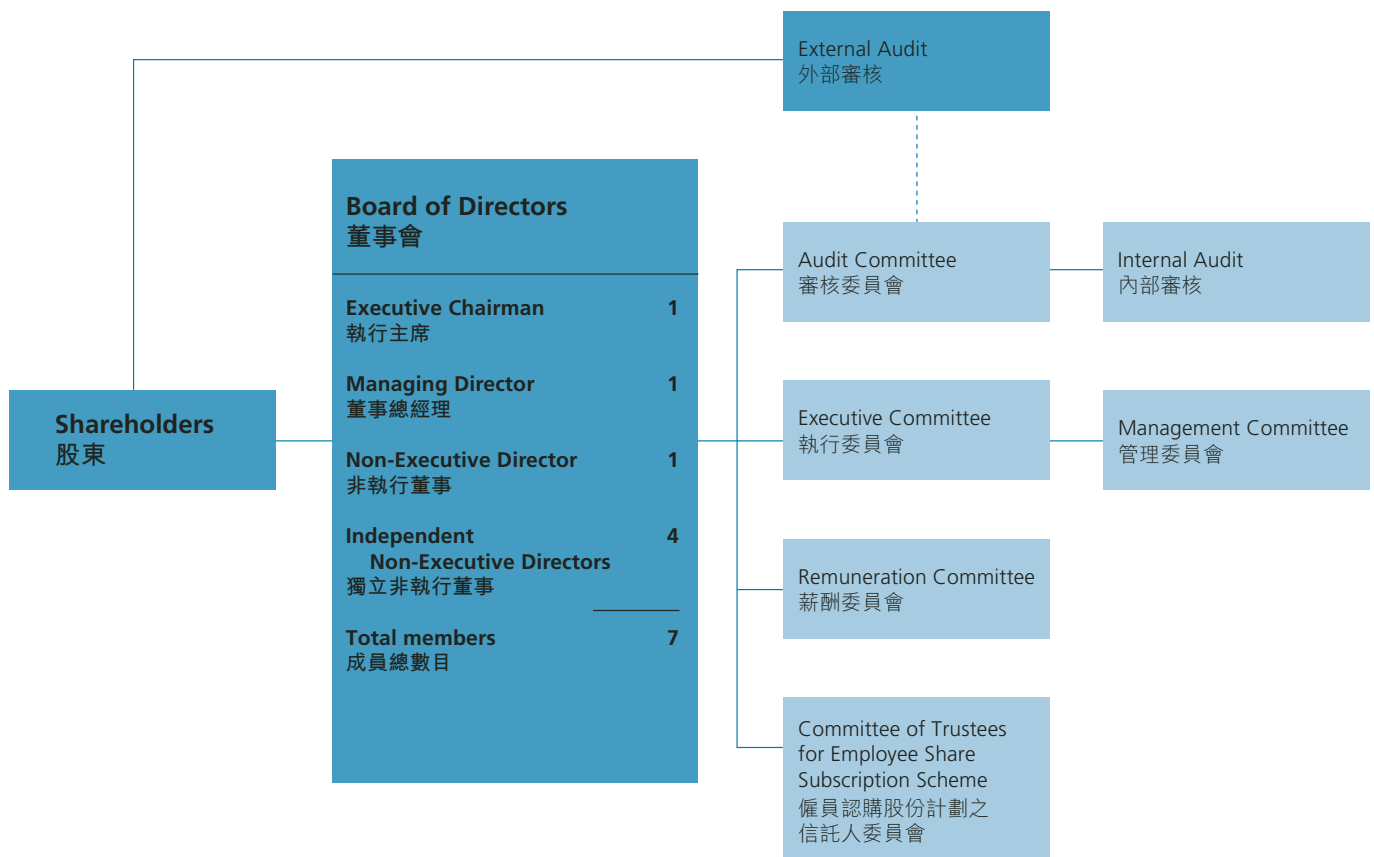 External Audit
外部審核
Board of Directors
董事會
Executive Chairman 1
執行主席
Managing Director 1
董事總經理
Non-Executive Director 1
非執行董事
Independent 4
Non-Executive Directors
獨立非執行董事
Total members 7
成員總數目
Shareholders
股東
Audit Committee
審核委員會
Internal Audit
內部審核
Executive Committee
執行委員會
Management Committee
管理委員會
Remuneration Committee
薪酬委員會
Committee of Trustees
for Employee Share
Subscription Scheme
僱員認購股份計劃之
信託人委員會